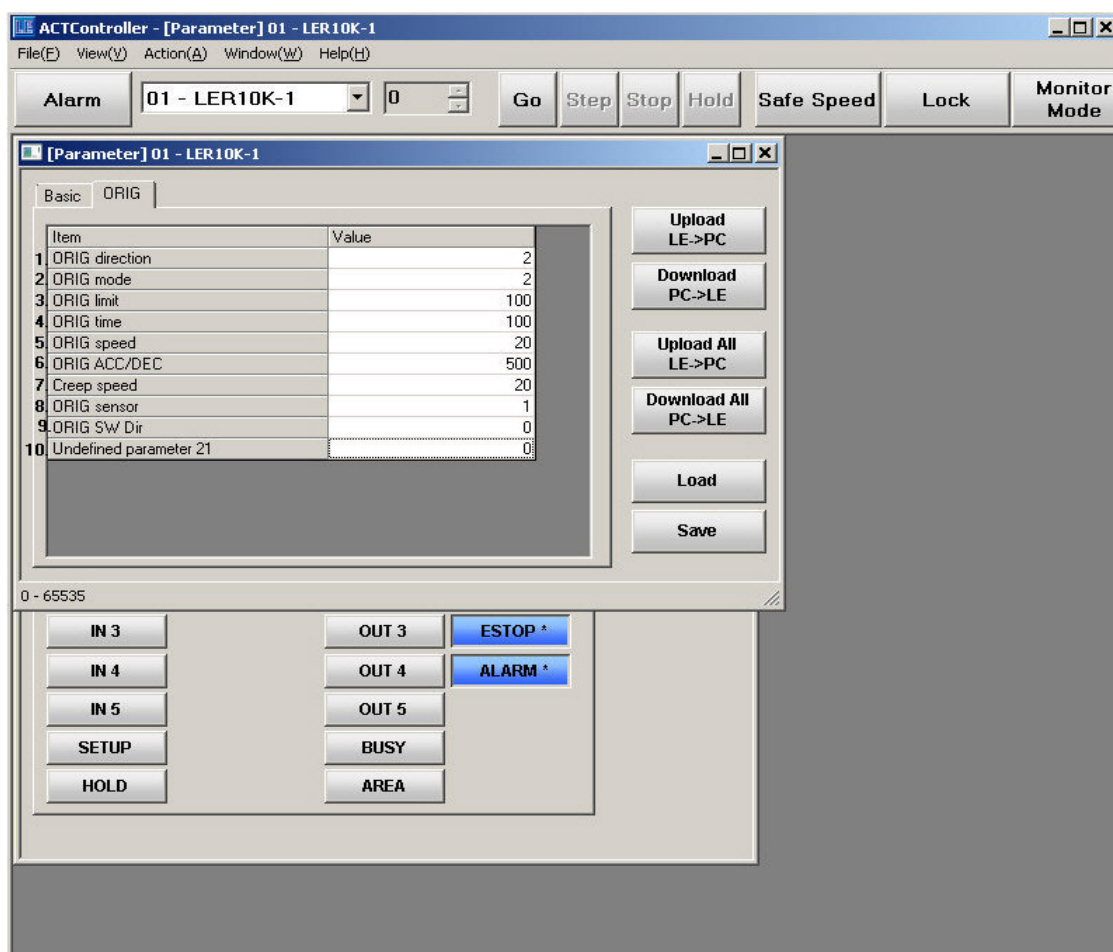 ACTController - [Parameter] 01 - LER10K-1
File(F) View(V) Action(A) Window(W) Help(H)
Alarm 01 - LER10K-1 0 Go Step Stop Hold Safe Speed Lock Monitor Mode
[Parameter] 01 - LER10K-1
Basic ORIG
Item Value
1. ORIG direction 2
2. ORIG mode 2
3. ORIG limit 100
4. ORIG time 100
5. ORIG speed 20
6. ORIG ACC/DEC 500
7. Creep speed 20
8. ORIG sensor 1
9. ORIG SW Dir 0
10. Undefined parameter 21 0
Upload
LE->PC
Download
PC->LE
Upload All
LE->PC
Download All
PC->LE
Load
Save
0 - 65535
IN 3 OUT 3 ESTOP *
IN 4 OUT 4 ALARM *
IN 5 OUT 5
SETUP BUSY
HOLD AREA